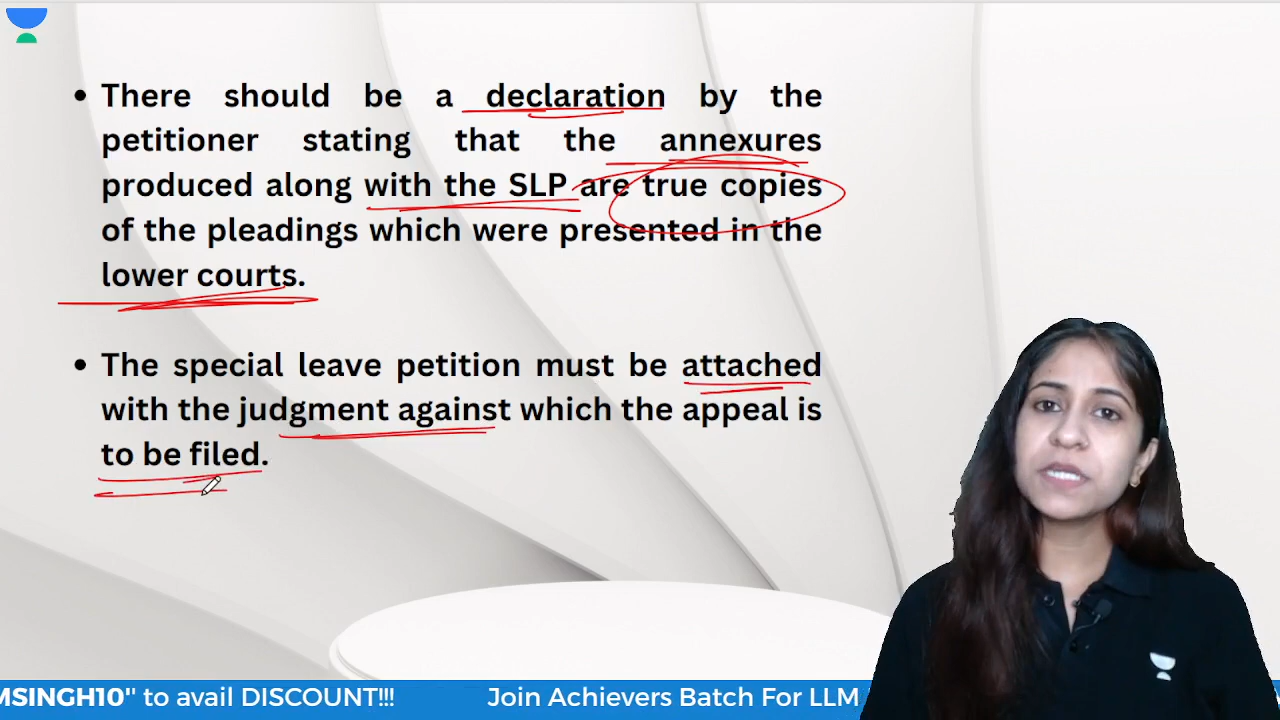 • There should be a declaration by the
petitioner stating that the annexures
produced along with the SLP are true copies
of the pleadings which were presented in the
lower courts.
• The special leave petition must be attached
with the judgment against which the appeal is
to be filed.
MSINGH10" to avail DISCOUNT!!! Join Achievers Batch For LLM